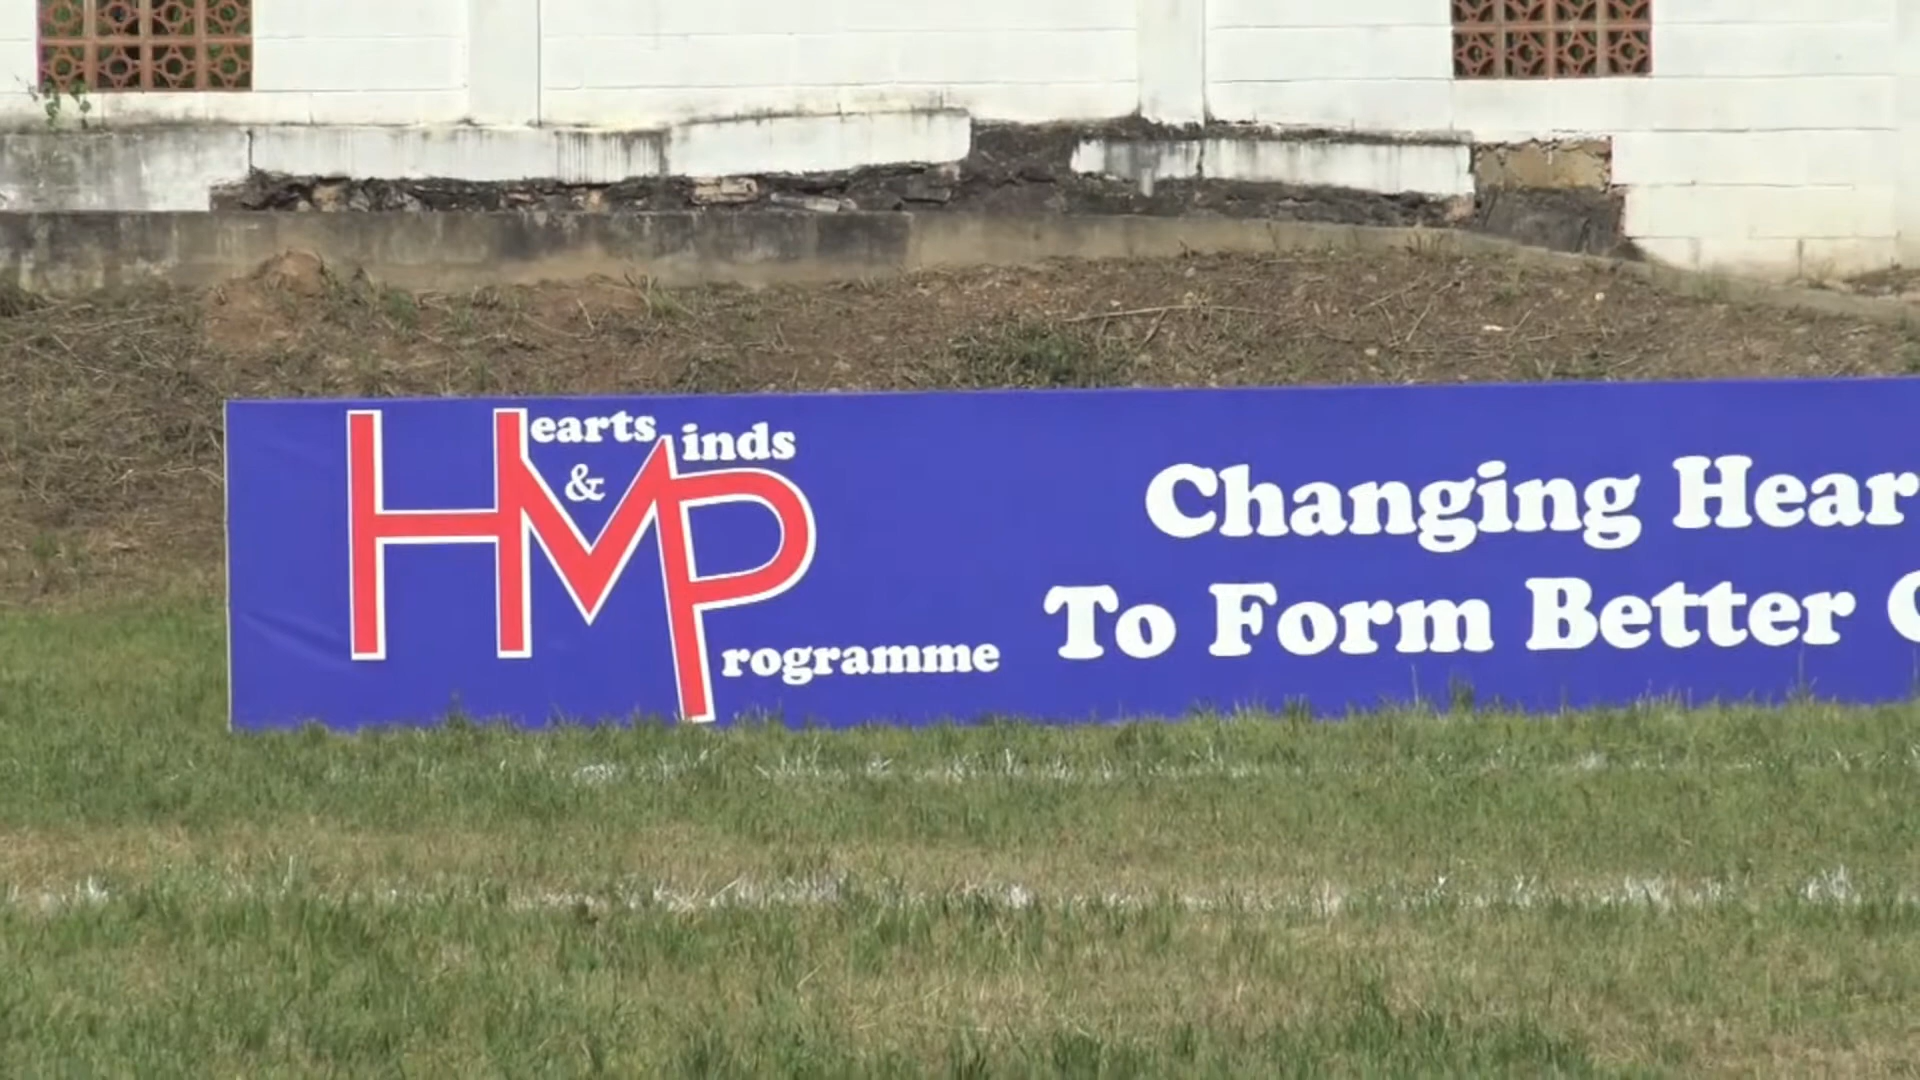 Hearts
& Minds
Programme
Changing Hear
To Form Better